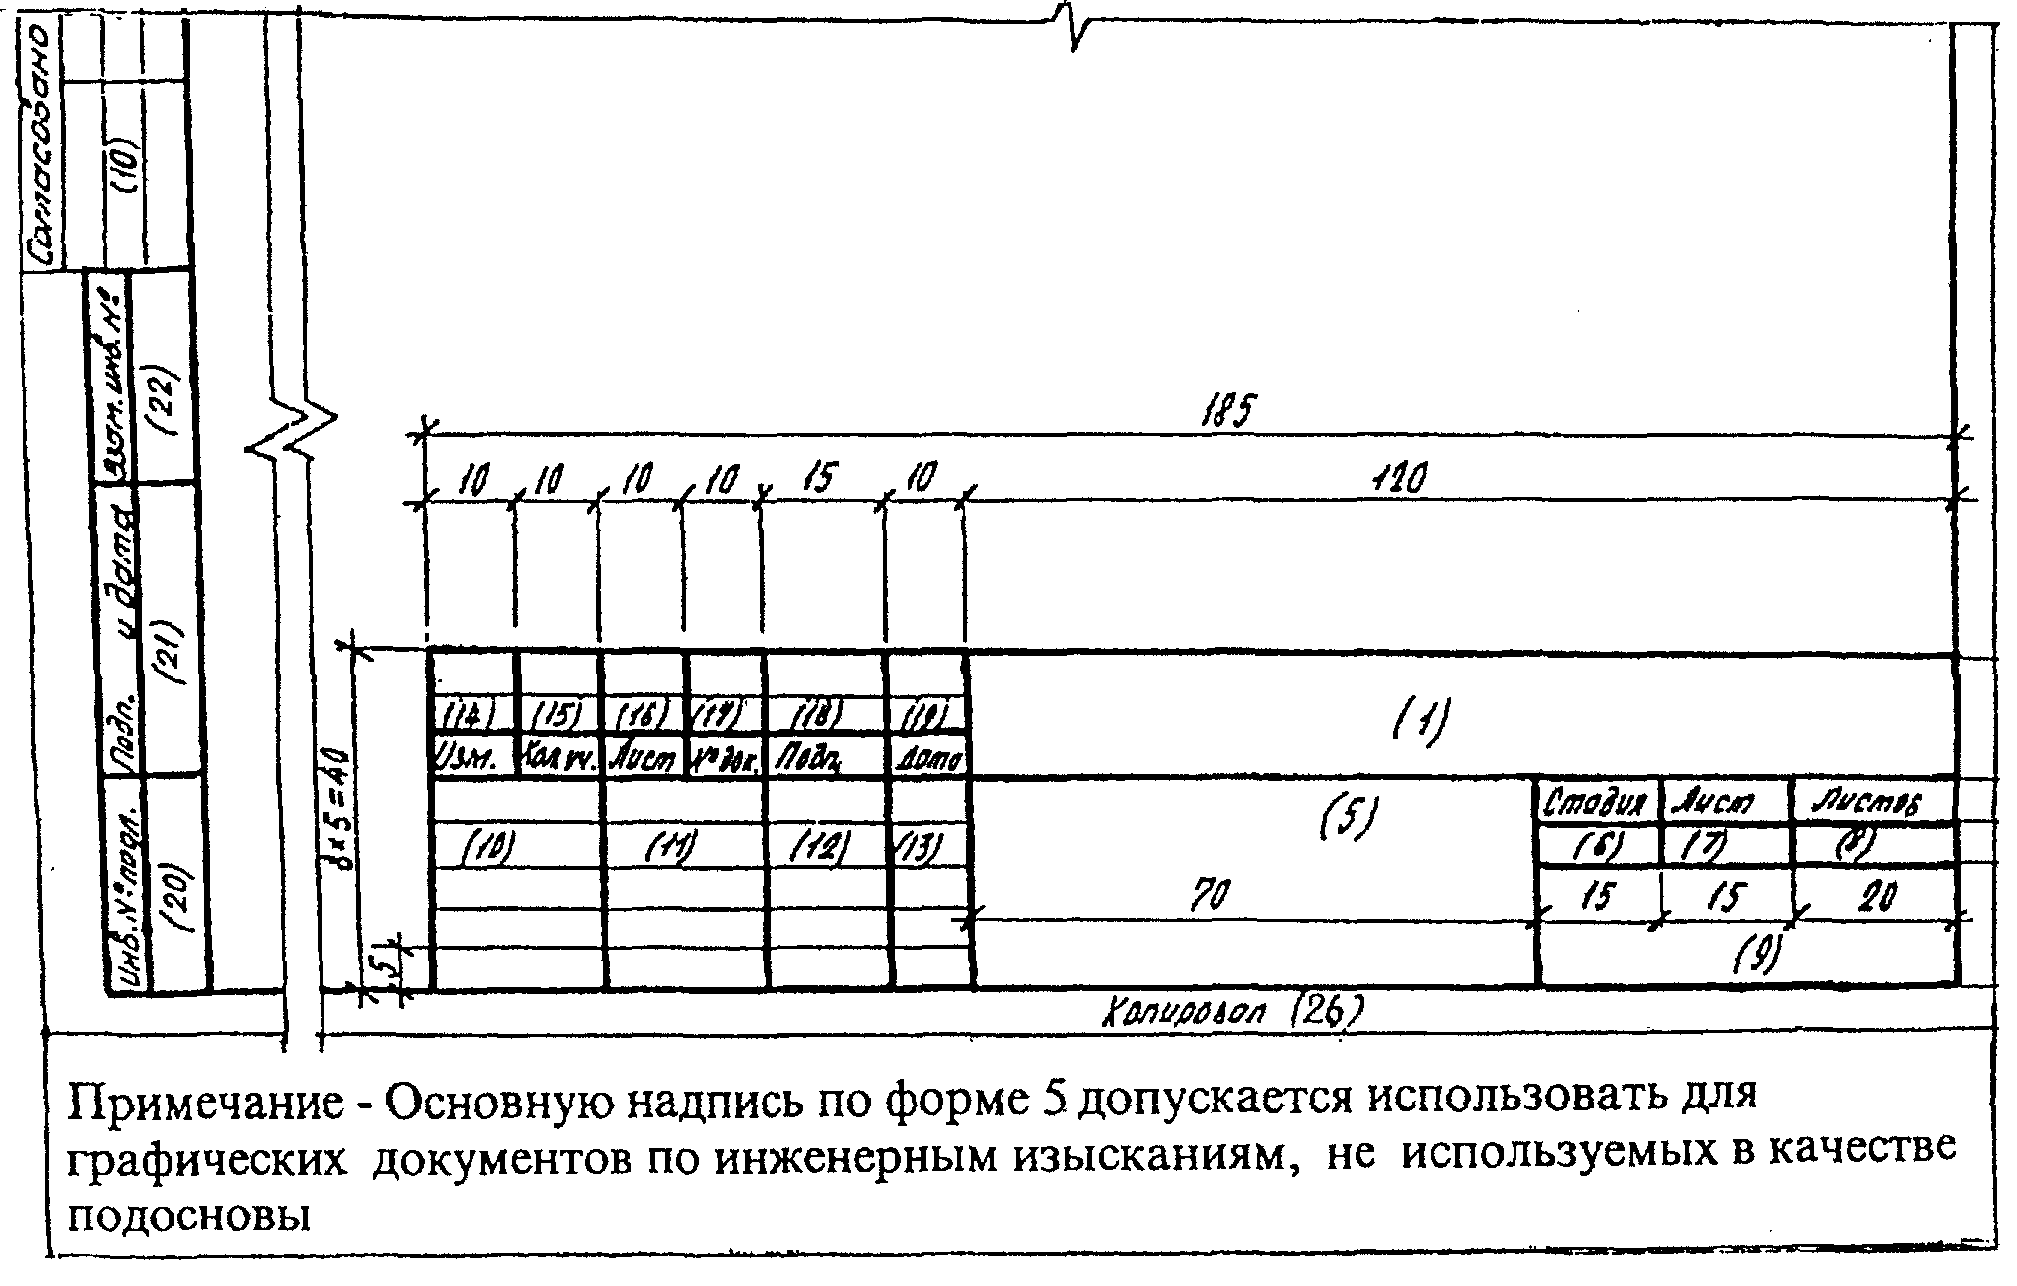 Согласовано
(10)
Взам. инв. №
(22)
Подп. и дата
(21)
Инв. № подл.
(20)
185
10 10 10 10 15 10 120
8×5=40
5
(14) (15) (16) (17) (18) (19)
(1)
Изм. Кол.уч. Лист № док. Подп. Дата
(5)
Стадия Лист Листов
(10) (11) (12) (13)
(6) (7) (8)
70 15 15 20
(9)
Копировал (26)
Примечание - Основную надпись по форме 5 допускается использовать для
графических документов по инженерным изысканиям, не используемых в качестве
подосновы